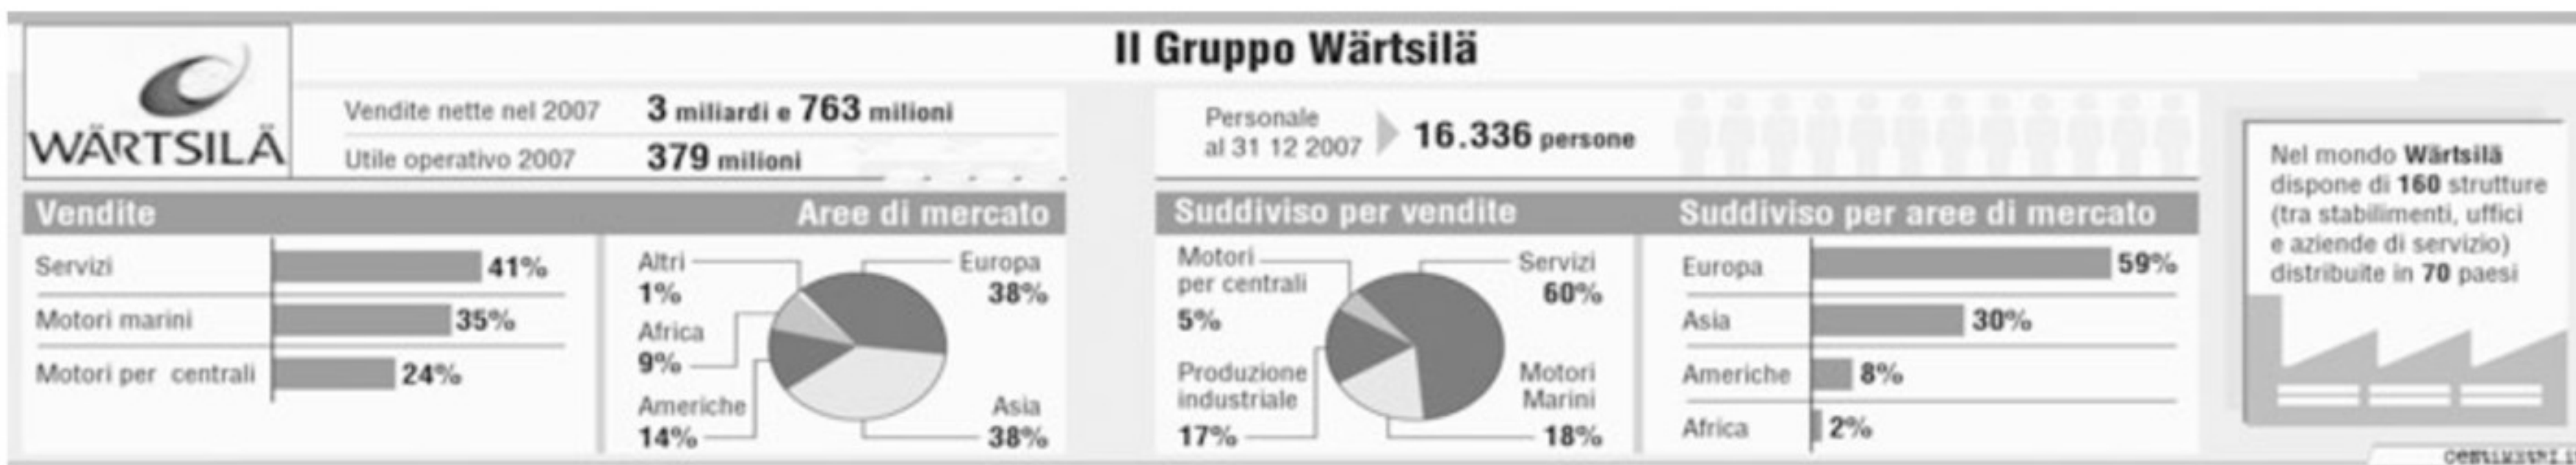 Il Gruppo Wärtsilä
WÄRTSILÄ
Vendite nette nel 2007 3 miliardi e 763 milioni
Utile operativo 2007 379 milioni
Personale
al 31 12 2007
16.336 persone
Nel mondo Wärtsilä
dispone di 160 strutture
(tra stabilimenti, uffici
e aziende di servizio)
distribuite in 70 paesi
Vendite
Servizi 41%
Motori marini 35%
Motori per centrali 24%
Aree di mercato
Altri
1%
Africa
9%
Americhe
14%
Europa
38%
Asia
38%
Suddiviso per vendite
Motori
per centrali
5%
Produzione
industriale
17%
Servizi
60%
Motori
Marini
18%
Suddiviso per aree di mercato
Europa 59%
Asia 30%
Americhe 8%
Africa 2%